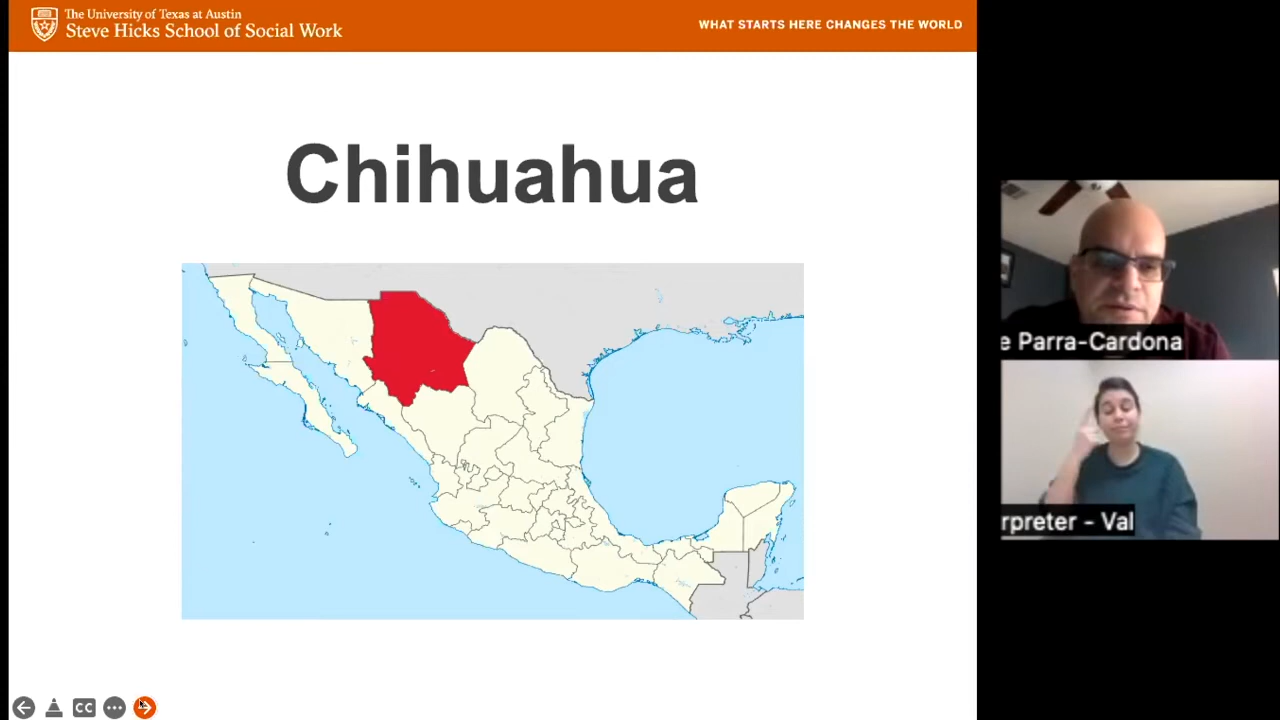 The University of Texas at Austin
Steve Hicks School of Social Work
WHAT STARTS HERE CHANGES THE WORLD
Chihuahua
e Parra-Cardona
rpreter - Val
CC